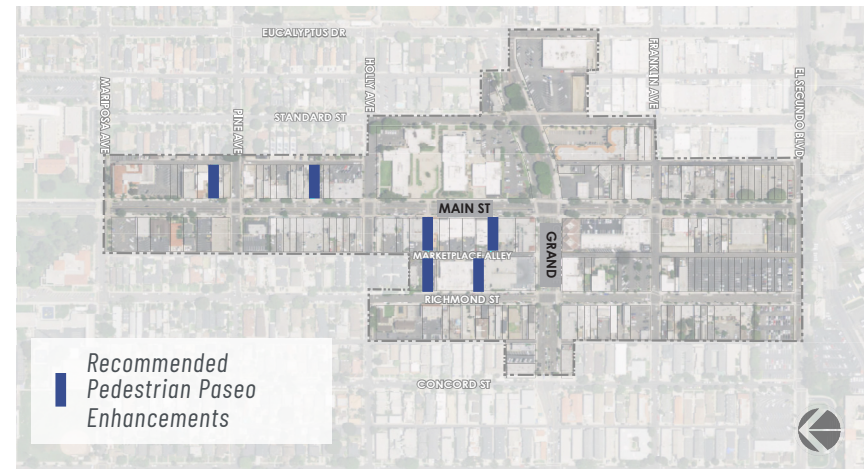 EUCALYPTUS DR
MARIPOSA AVE
PINE AVE
STANDARD ST
HOLLY AVE
FRANKLIN AVE
EL SEGUNDO BLVD
MAIN ST
MARKETPLACE ALLEY
GRAND
RICHMOND ST
CONCORD ST
Recommended
Pedestrian Paseo
Enhancements